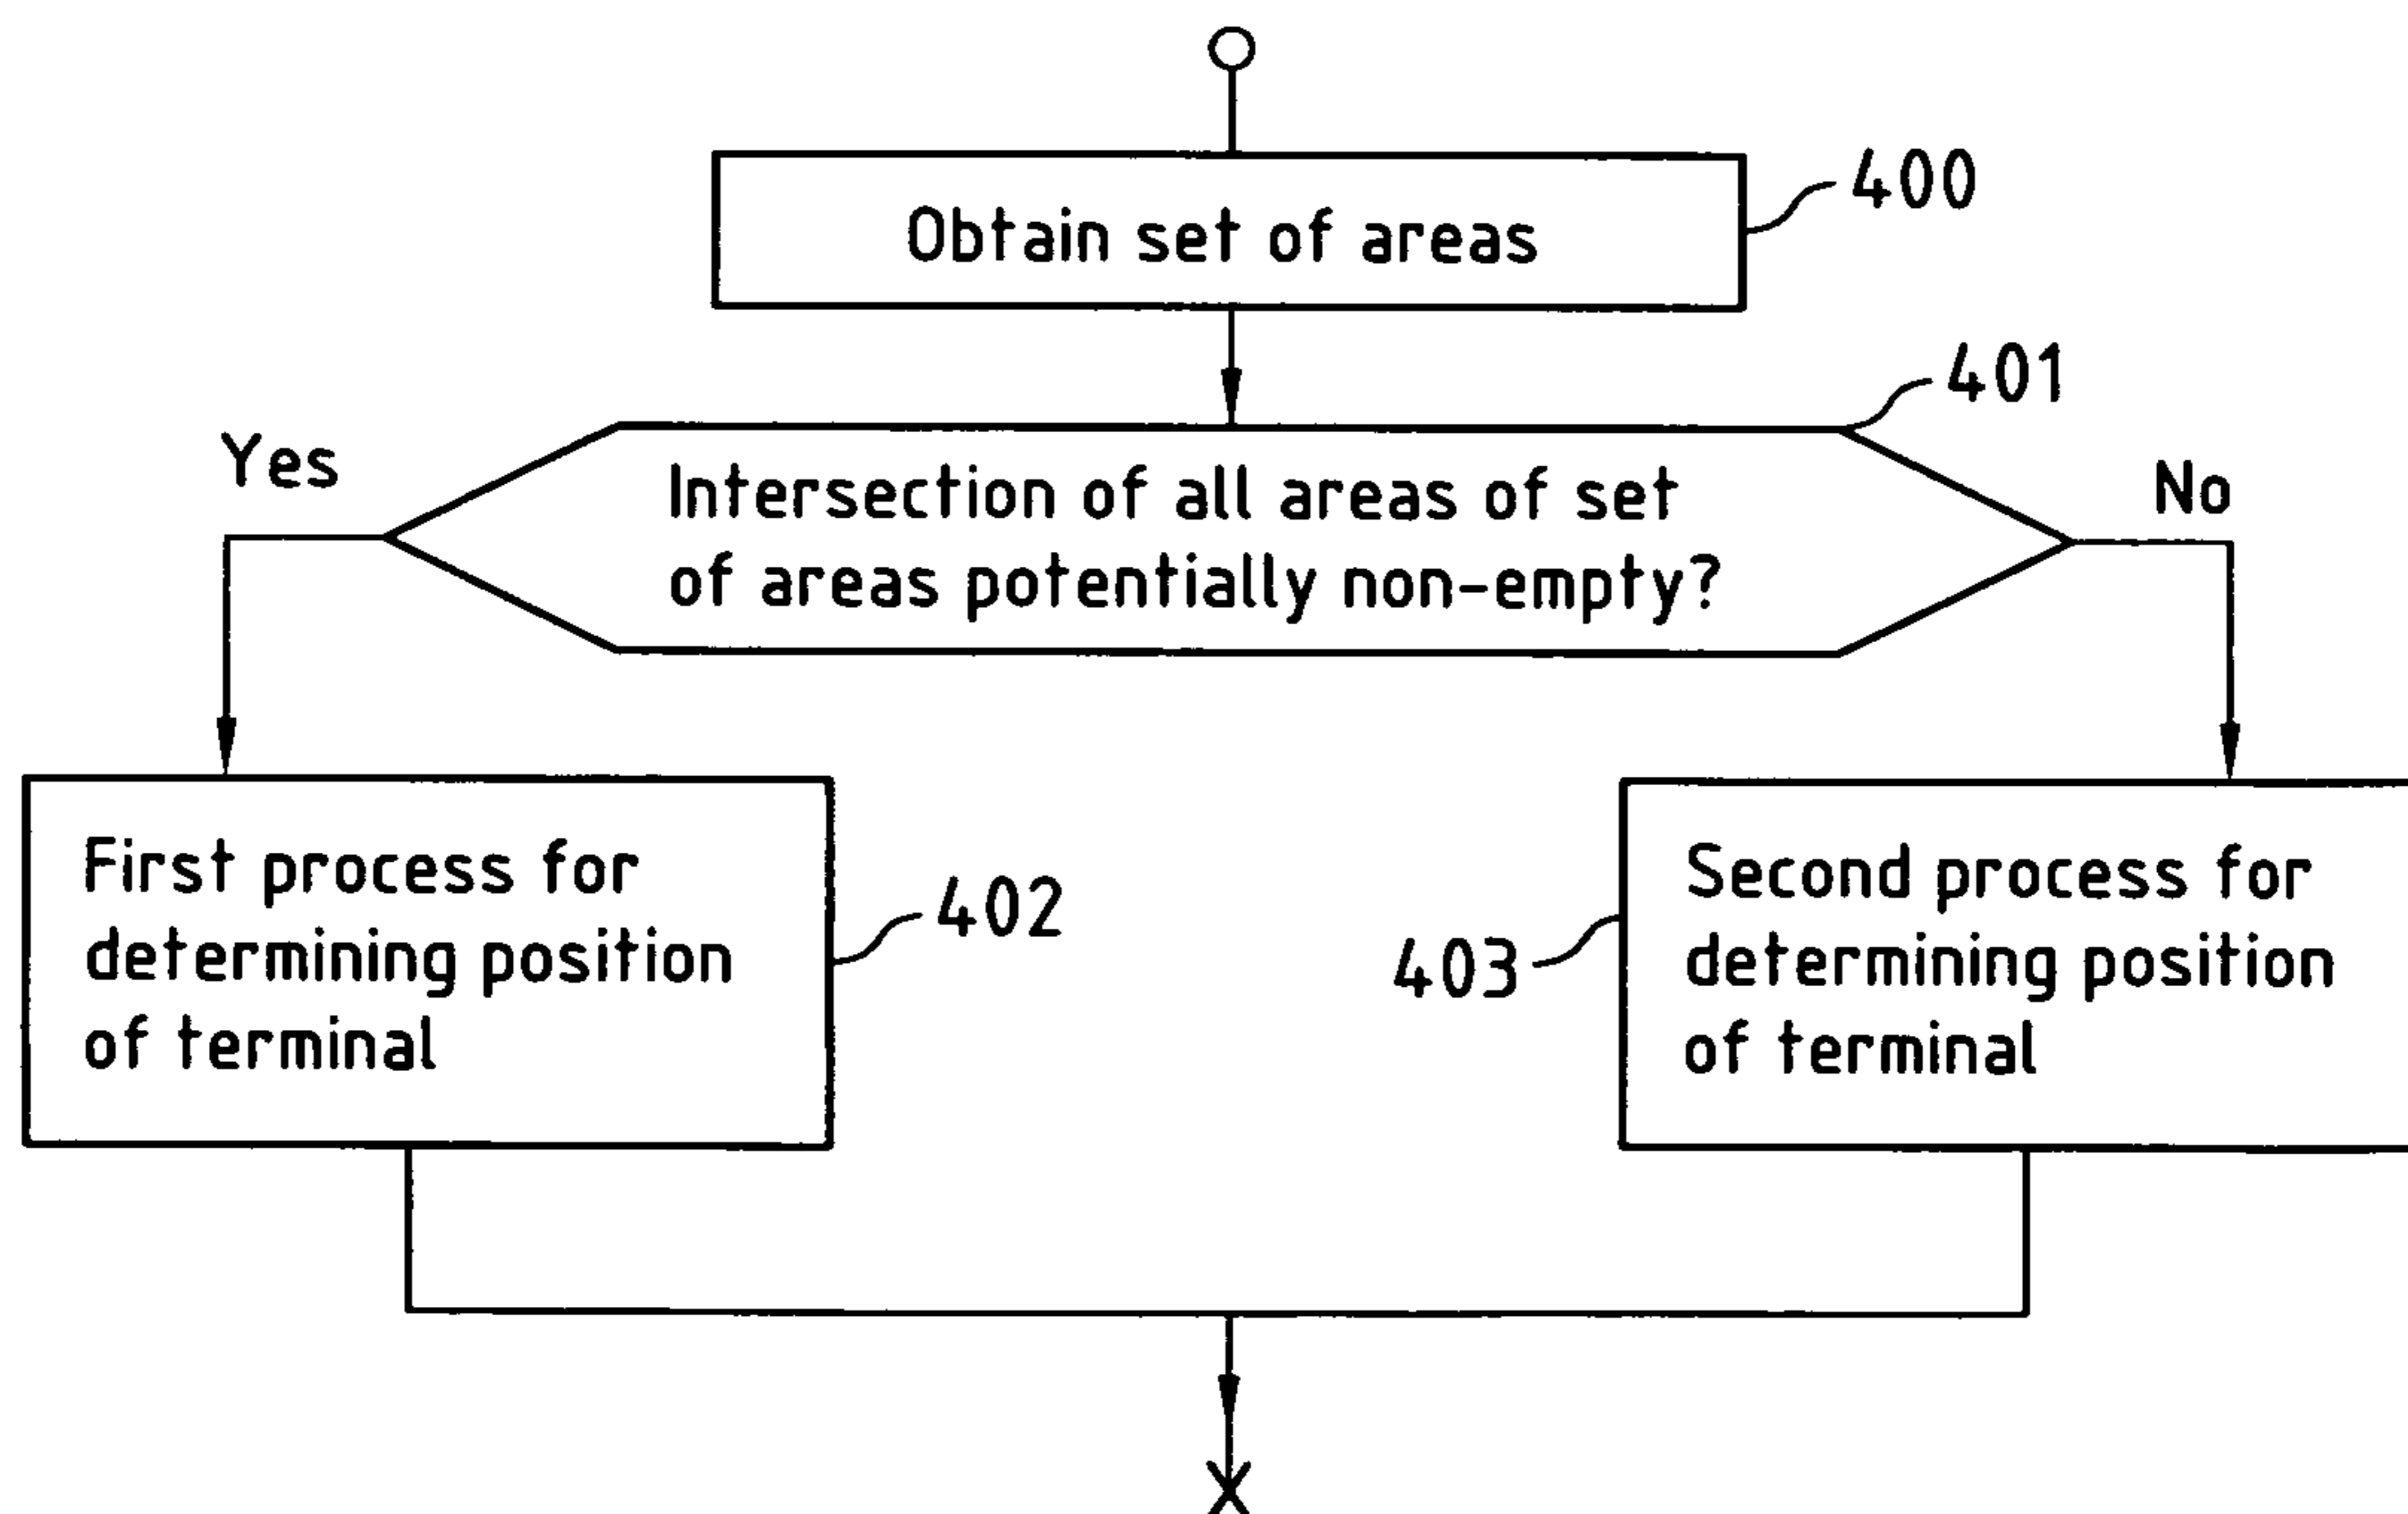 Obtain set of areas
400
401
Yes
Intersection of all areas of set
of areas potentially non-empty?
No
First process for
determining position
of terminal
402
403
Second process for
determining position
of terminal
X